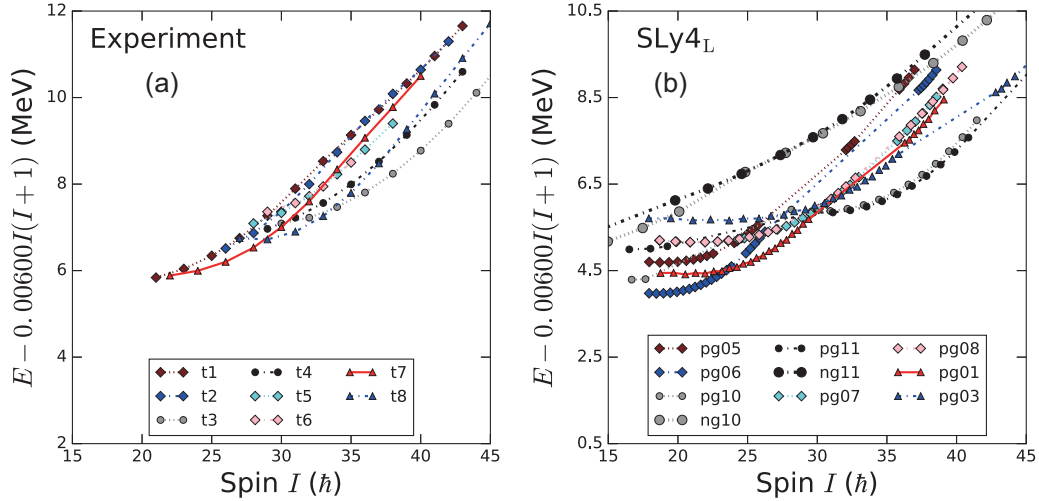 Experiment
(a)
E − 0.00600I(I + 1) (MeV)
12
10
8
6
4
2
t1
t2
t3
t4
t5
t6
t7
t8
15 20 25 30 35 40 45
Spin I (ħ)
SLy4L
(b)
E − 0.00600I(I + 1) (MeV)
10.5
8.5
6.5
4.5
2.5
0.5
pg05
pg06
pg10
ng10
pg11
ng11
pg07
pg08
pg01
pg03
15 20 25 30 35 40 45
Spin I (ħ)